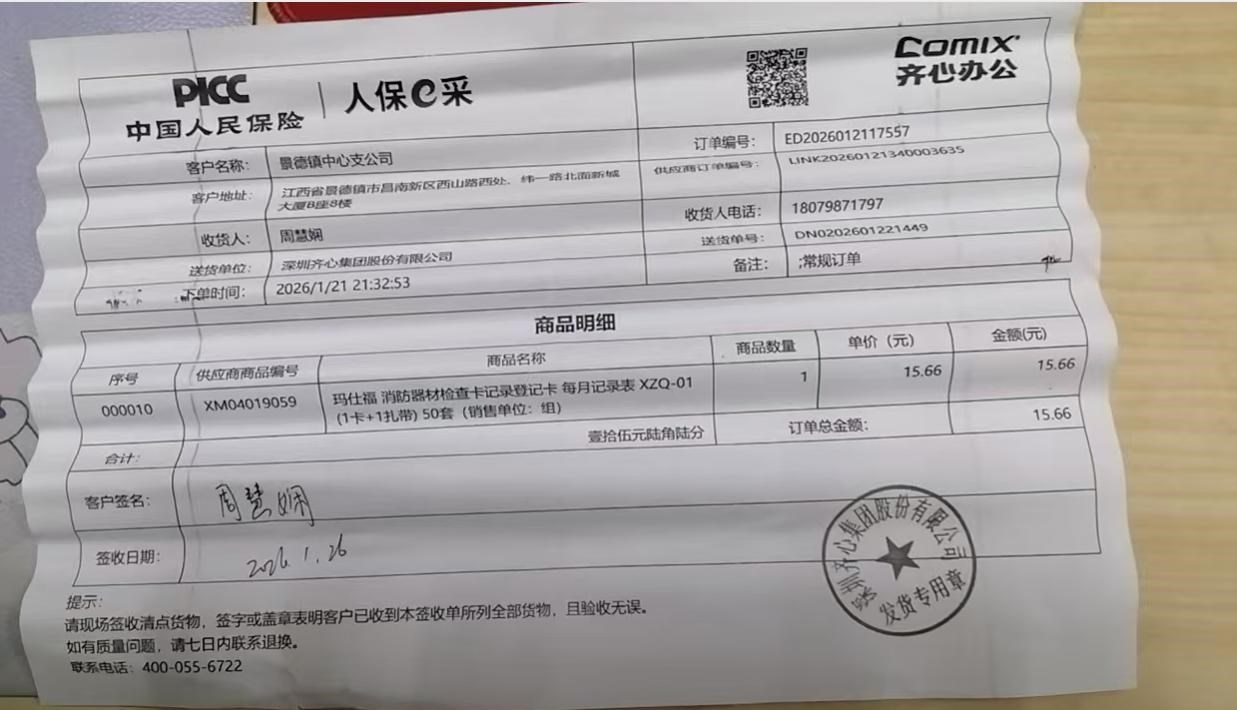 PICC
中国人民保险
人保e采
Comix
齐心办公
客户名称： 景德镇中心支公司
订单编号： ED2026012117557
客户地址： 江西省景德镇市昌南新区西山路西处、纬一路北面新城
大厦B座8楼
供应商订单编号： LINK20260121340003635
收货人： 周慧娴
收货人电话： 18079871797
送货单位： 深圳齐心集团股份有限公司
送货单号： DN0202601221449
下单时间： 2026/1/21 21:32:53
备注： ;常规订单
商品明细
序号 供应商商品编号 商品名称 商品数量 单价（元） 金额(元)
000010 XM04019059 玛仕福 消防器材检查卡记录登记卡 每月记录表 XZQ-01 1 15.66 15.66
(1卡+1扎带) 50套（销售单位：组）
合计： 壹拾伍元陆角陆分 订单总金额： 15.66
客户签名： 周慧娴
签收日期： 2026.1.26
深圳齐心集团股份有限公司
发货专用章
提示：
请现场签收清点货物，签字或盖章表明客户已收到本签收单所列全部货物，且验收无误。
如有质量问题，请七日内联系退换。
联系电话：400-055-6722